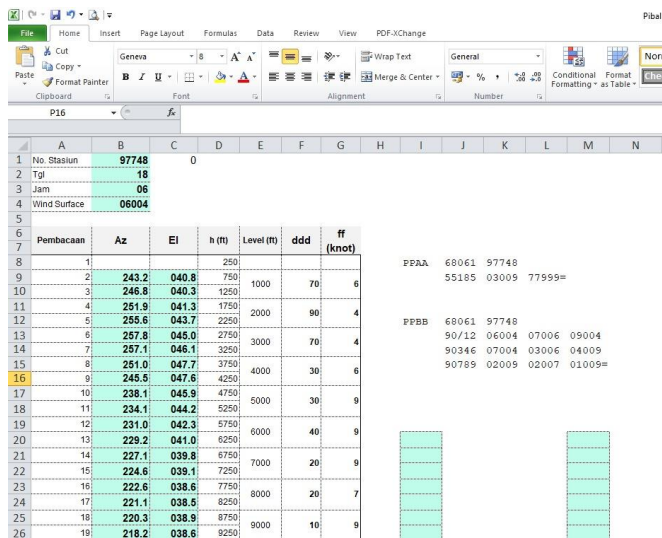 Pibal
File Home Insert Page Layout Formulas Data Review View PDF-XChange
Paste
Cut
Copy
Format Painter
Clipboard
Geneva 8 A A
B I U A
Font
Wrap Text
Merge & Center
Alignment
General
% , .0 .00 .00 .0
Number
Conditional Formatting
Format as Table
Nor
Che
P16 fx
A B C D E F G H I J K L M N
1 No. Stasiun 97748 0
2 Tgl 18
3 Jam 06
4 Wind Surface 06004
5
6 Pembacaan Az El h (ft) Level (ft) ddd ff
7 (knot)
8 1 250 PPAA 68061 97748
9 2 243.2 040.8 750 1000 70 6 55185 03009 77999=
10 3 246.8 040.3 1250
11 4 251.9 041.3 1750 2000 90 4
12 5 255.6 043.7 2250 PPBB 68061 97748
13 6 257.8 045.0 2750 3000 70 4 90/12 06004 07006 09004
14 7 257.1 046.1 3250 90346 07004 03006 04009
15 8 251.0 047.7 3750 4000 30 6 90789 02009 02007 01009=
16 9 245.5 047.6 4250
17 10 238.1 045.9 4750 5000 30 9
18 11 234.1 044.2 5250
19 12 231.0 042.3 5750 6000 40 9
20 13 229.2 041.0 6250
21 14 227.1 039.8 6750 7000 20 9
22 15 224.6 039.1 7250
23 16 222.6 038.6 7750 8000 20 7
24 17 221.1 038.5 8250
25 18 220.3 038.9 8750 9000 10 9
26 19 218.2 038.6 9250